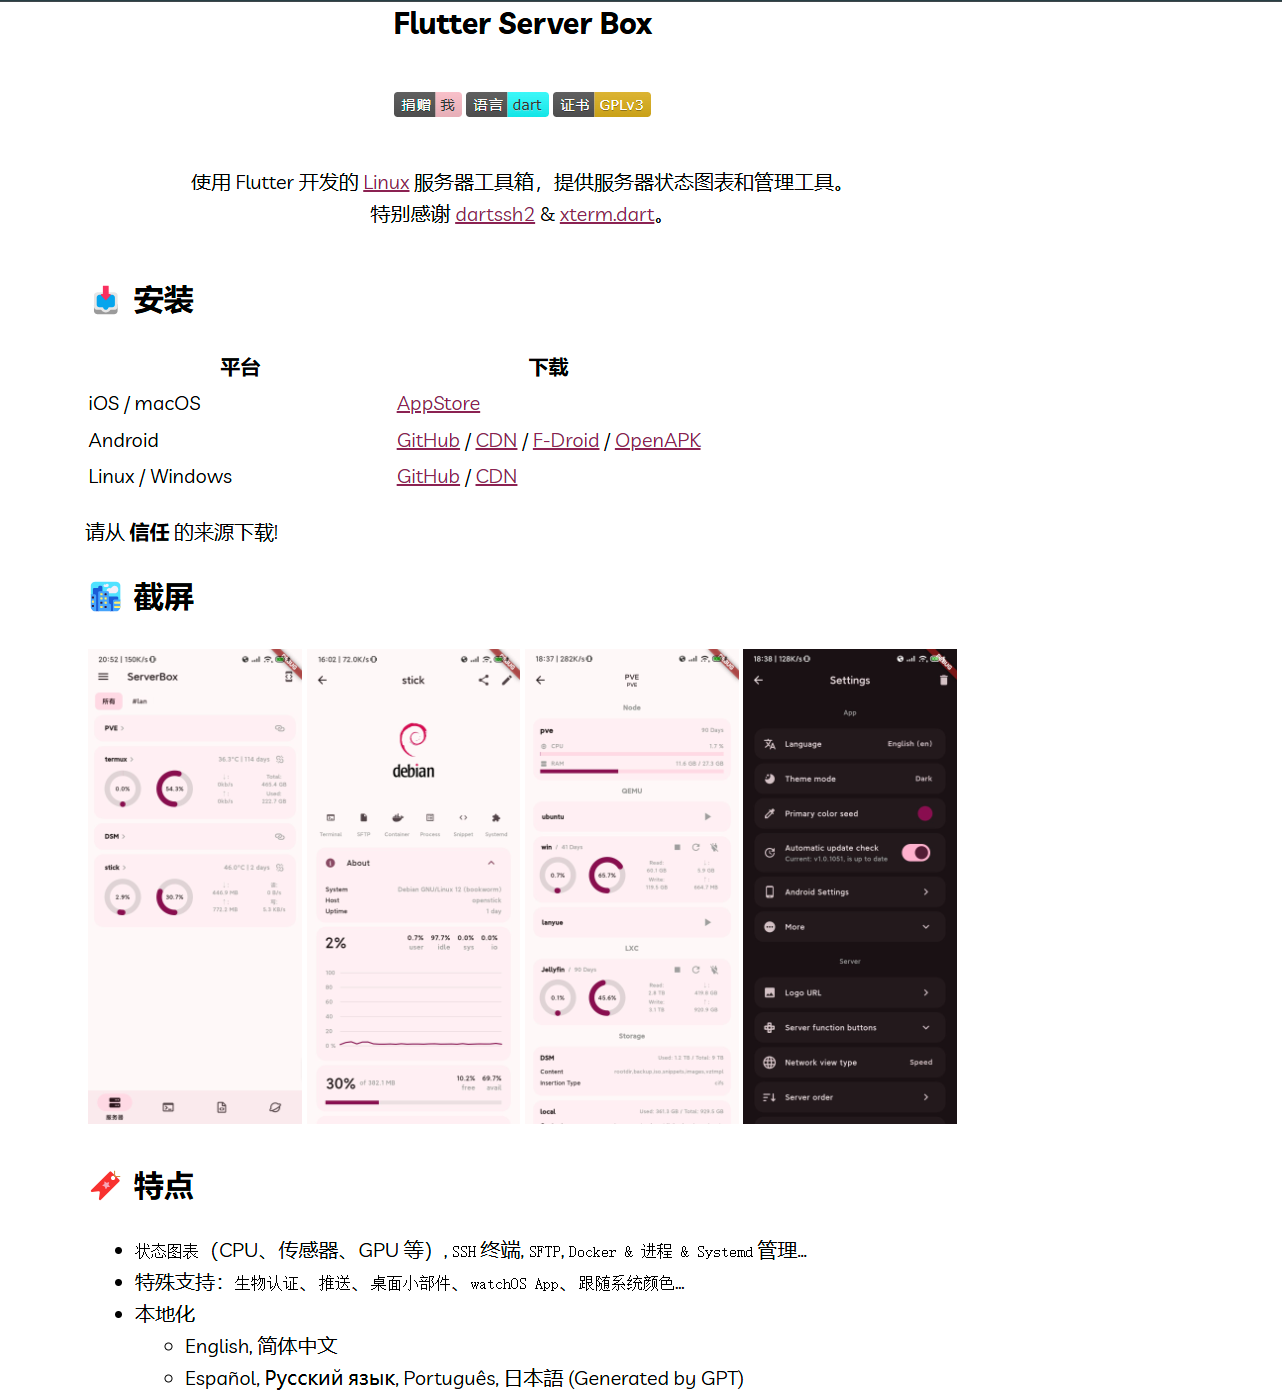 Flutter Server Box
捐赠 我 语言 dart 证书 GPLv3
使用 Flutter 开发的 Linux 服务器工具箱，提供服务器状态图表和管理工具。
特别感谢 dartssh2 & xterm.dart。
安装
平台 下载
iOS / macOS AppStore
Android GitHub / CDN / F-Droid / OpenAPK
Linux / Windows GitHub / CDN
请从 信任 的来源下载!
截屏
20:52 | 150K/s
ServerBox
所有 #lan
PVE
termux 36.3°C | 114 days
0.0% 54.3% 0kb/s 0kb/s Total: Used:
DSM
stick 46.0°C | 2 days
2.9% 30.7% 446.9 MB 772.2 MB
服务器
16:02 | 72.0K/s
stick
debian
Terminal SFTP Container Process Snippet Systemd
About
System Debian GNU/Linux 12 (bookworm)
Host openstick
Uptime 1 day
2% 0.7% 97.7% 0.0% 0.0%
user idle sys io
100
80
60
40
20
0 %
30% of 382.1 MB 10.2% 69.7%
free avail
18:37 | 282K/s
PVE
PVE
Node
pve 90 Days
CPU 1.7 %
RAM 11.6 GB / 27.3 GB
QEMU
ubuntu
win / 41 Days
0.7% 65.7% Read: Write:
lanyue
LXC
Jellyfin / 90 Days
0.1% 45.6% Read: Write:
Storage
DSM Used: 1.2 TB / Total: 5 TB
Content
Insertion Type cifs
local
18:38 | 128K/s
Settings
App
Language English (en)
Theme mode Dark
Primary color seed
Automatic update check
Current: v1.0.1051, is up to date
Android Settings
More
Server
Logo URL
Server function buttons
Network view type Speed
Server order
特点
状态图表（CPU、传感器、GPU 等）, SSH 终端, SFTP, Docker & 进程 & Systemd 管理...
特殊支持：生物认证、推送、桌面小部件、watchOS App、跟随系统颜色...
本地化
English, 简体中文
Español, Русский язык, Português, 日本語 (Generated by GPT)